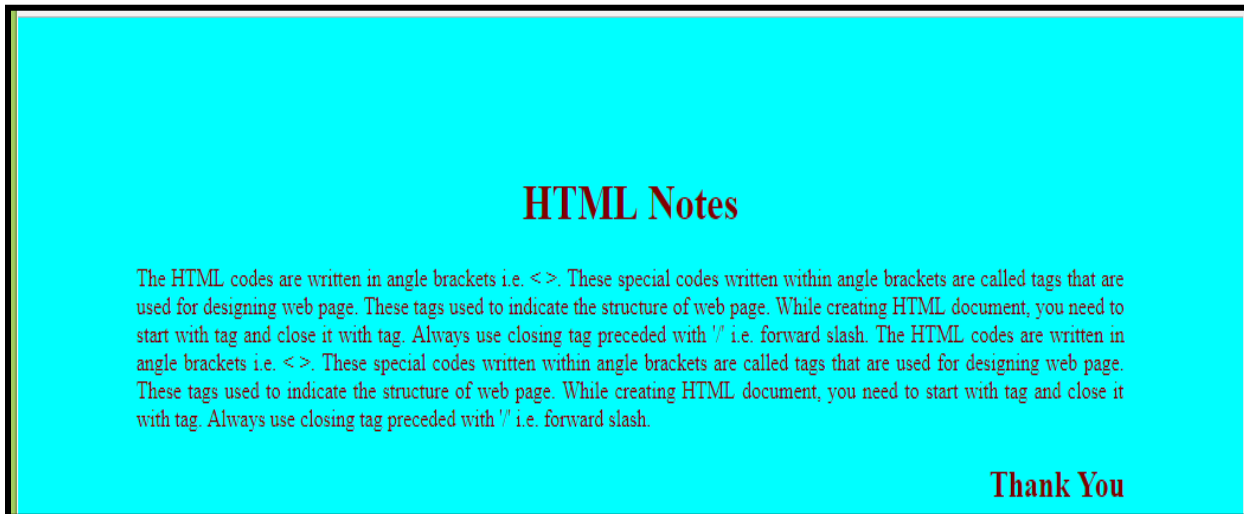 HTML Notes
The HTML codes are written in angle brackets i.e. < >. These special codes written within angle brackets are called tags that are
used for designing web page. These tags used to indicate the structure of web page. While creating HTML document, you need to
start with tag and close it with tag. Always use closing tag preceded with '/' i.e. forward slash. The HTML codes are written in
angle brackets i.e. < >. These special codes written within angle brackets are called tags that are used for designing web page.
These tags used to indicate the structure of web page. While creating HTML document, you need to start with tag and close it
with tag. Always use closing tag preceded with '/' i.e. forward slash.
Thank You